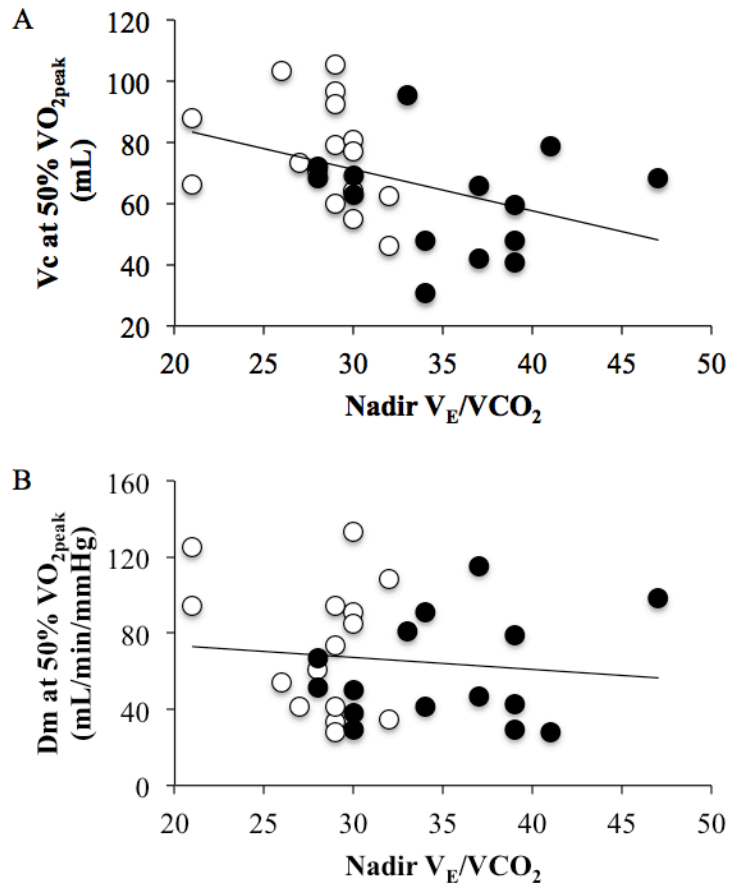 A
Vc at 50% VO2peak
(mL)
120
100
80
60
40
20
20 25 30 35 40 45 50
Nadir VE/VCO2
B
Dm at 50% VO2peak
(mL/min/mmHg)
160
120
80
40
0
20 25 30 35 40 45 50
Nadir VE/VCO2